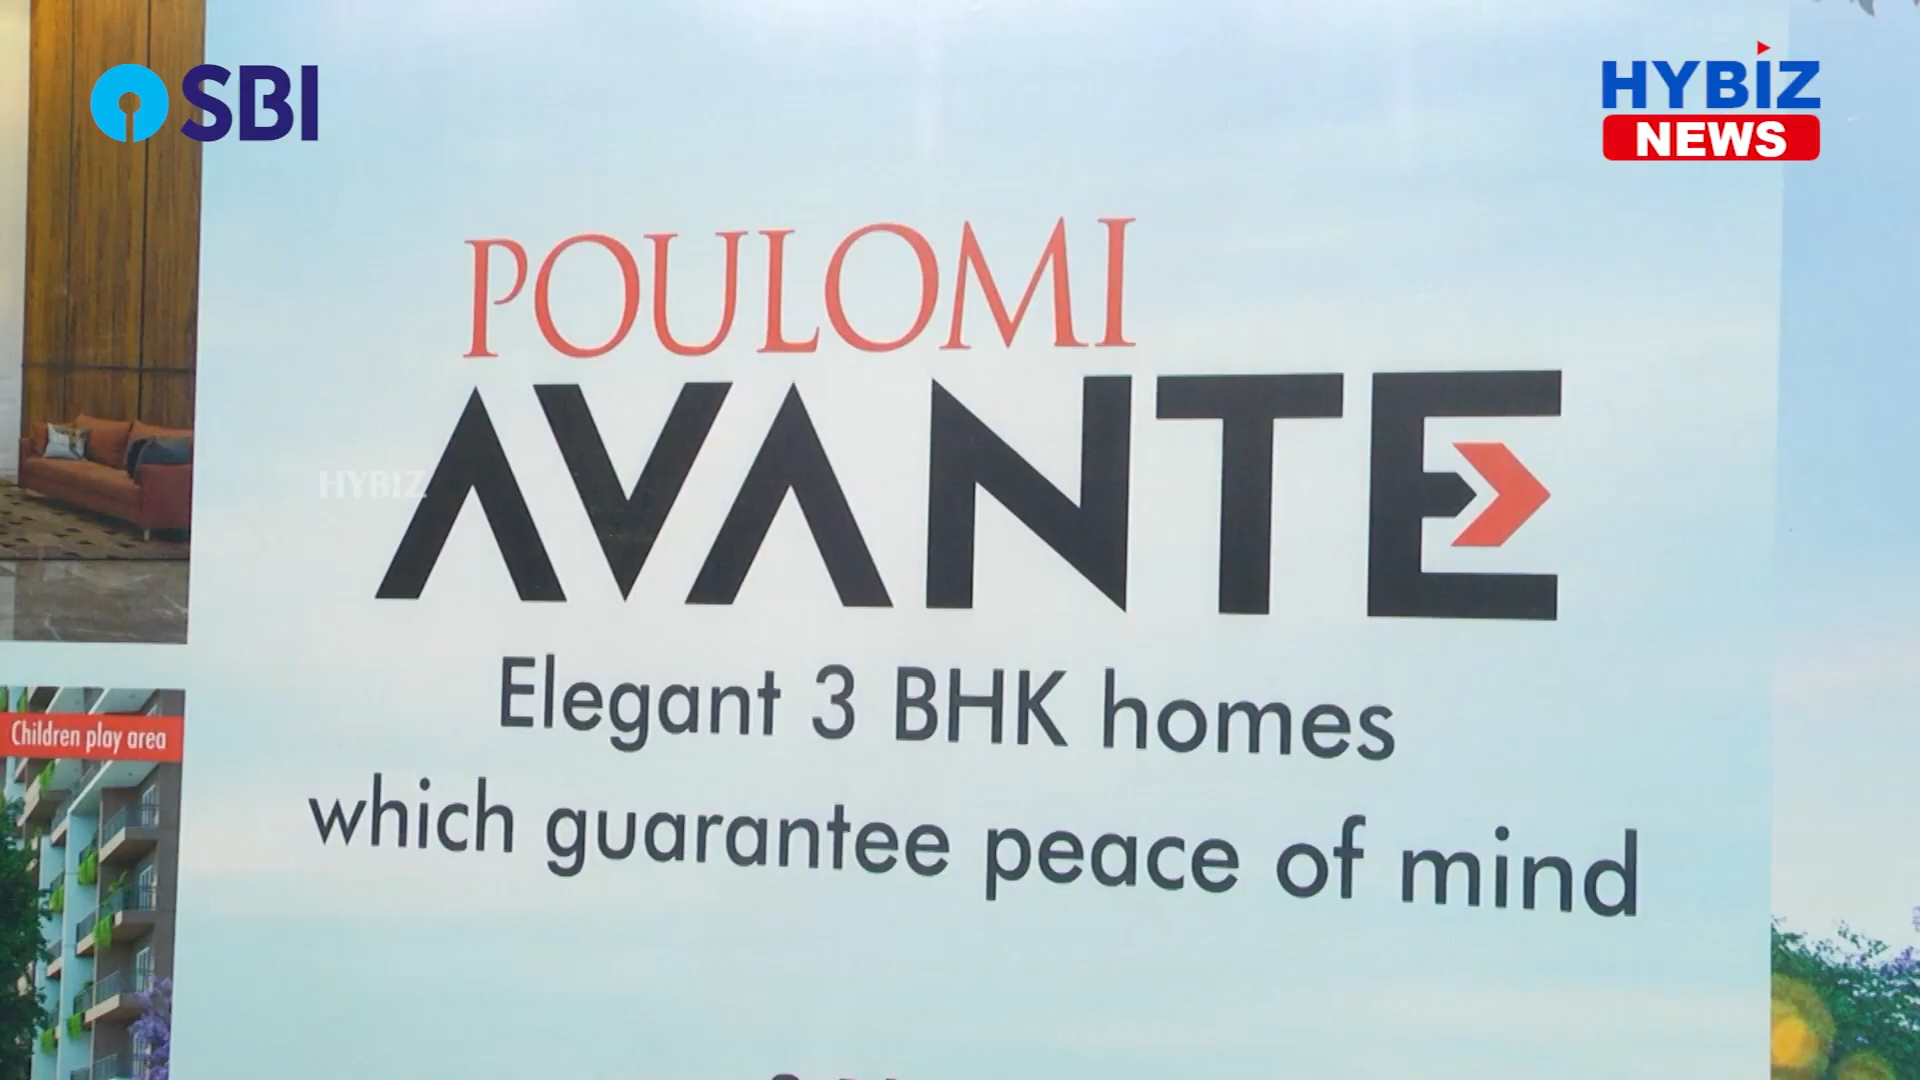 SBI
HYBIZ
NEWS
POULOMI
AVANTE
HYBIZ
Elegant 3 BHK homes
which guarantee peace of mind
Children play area